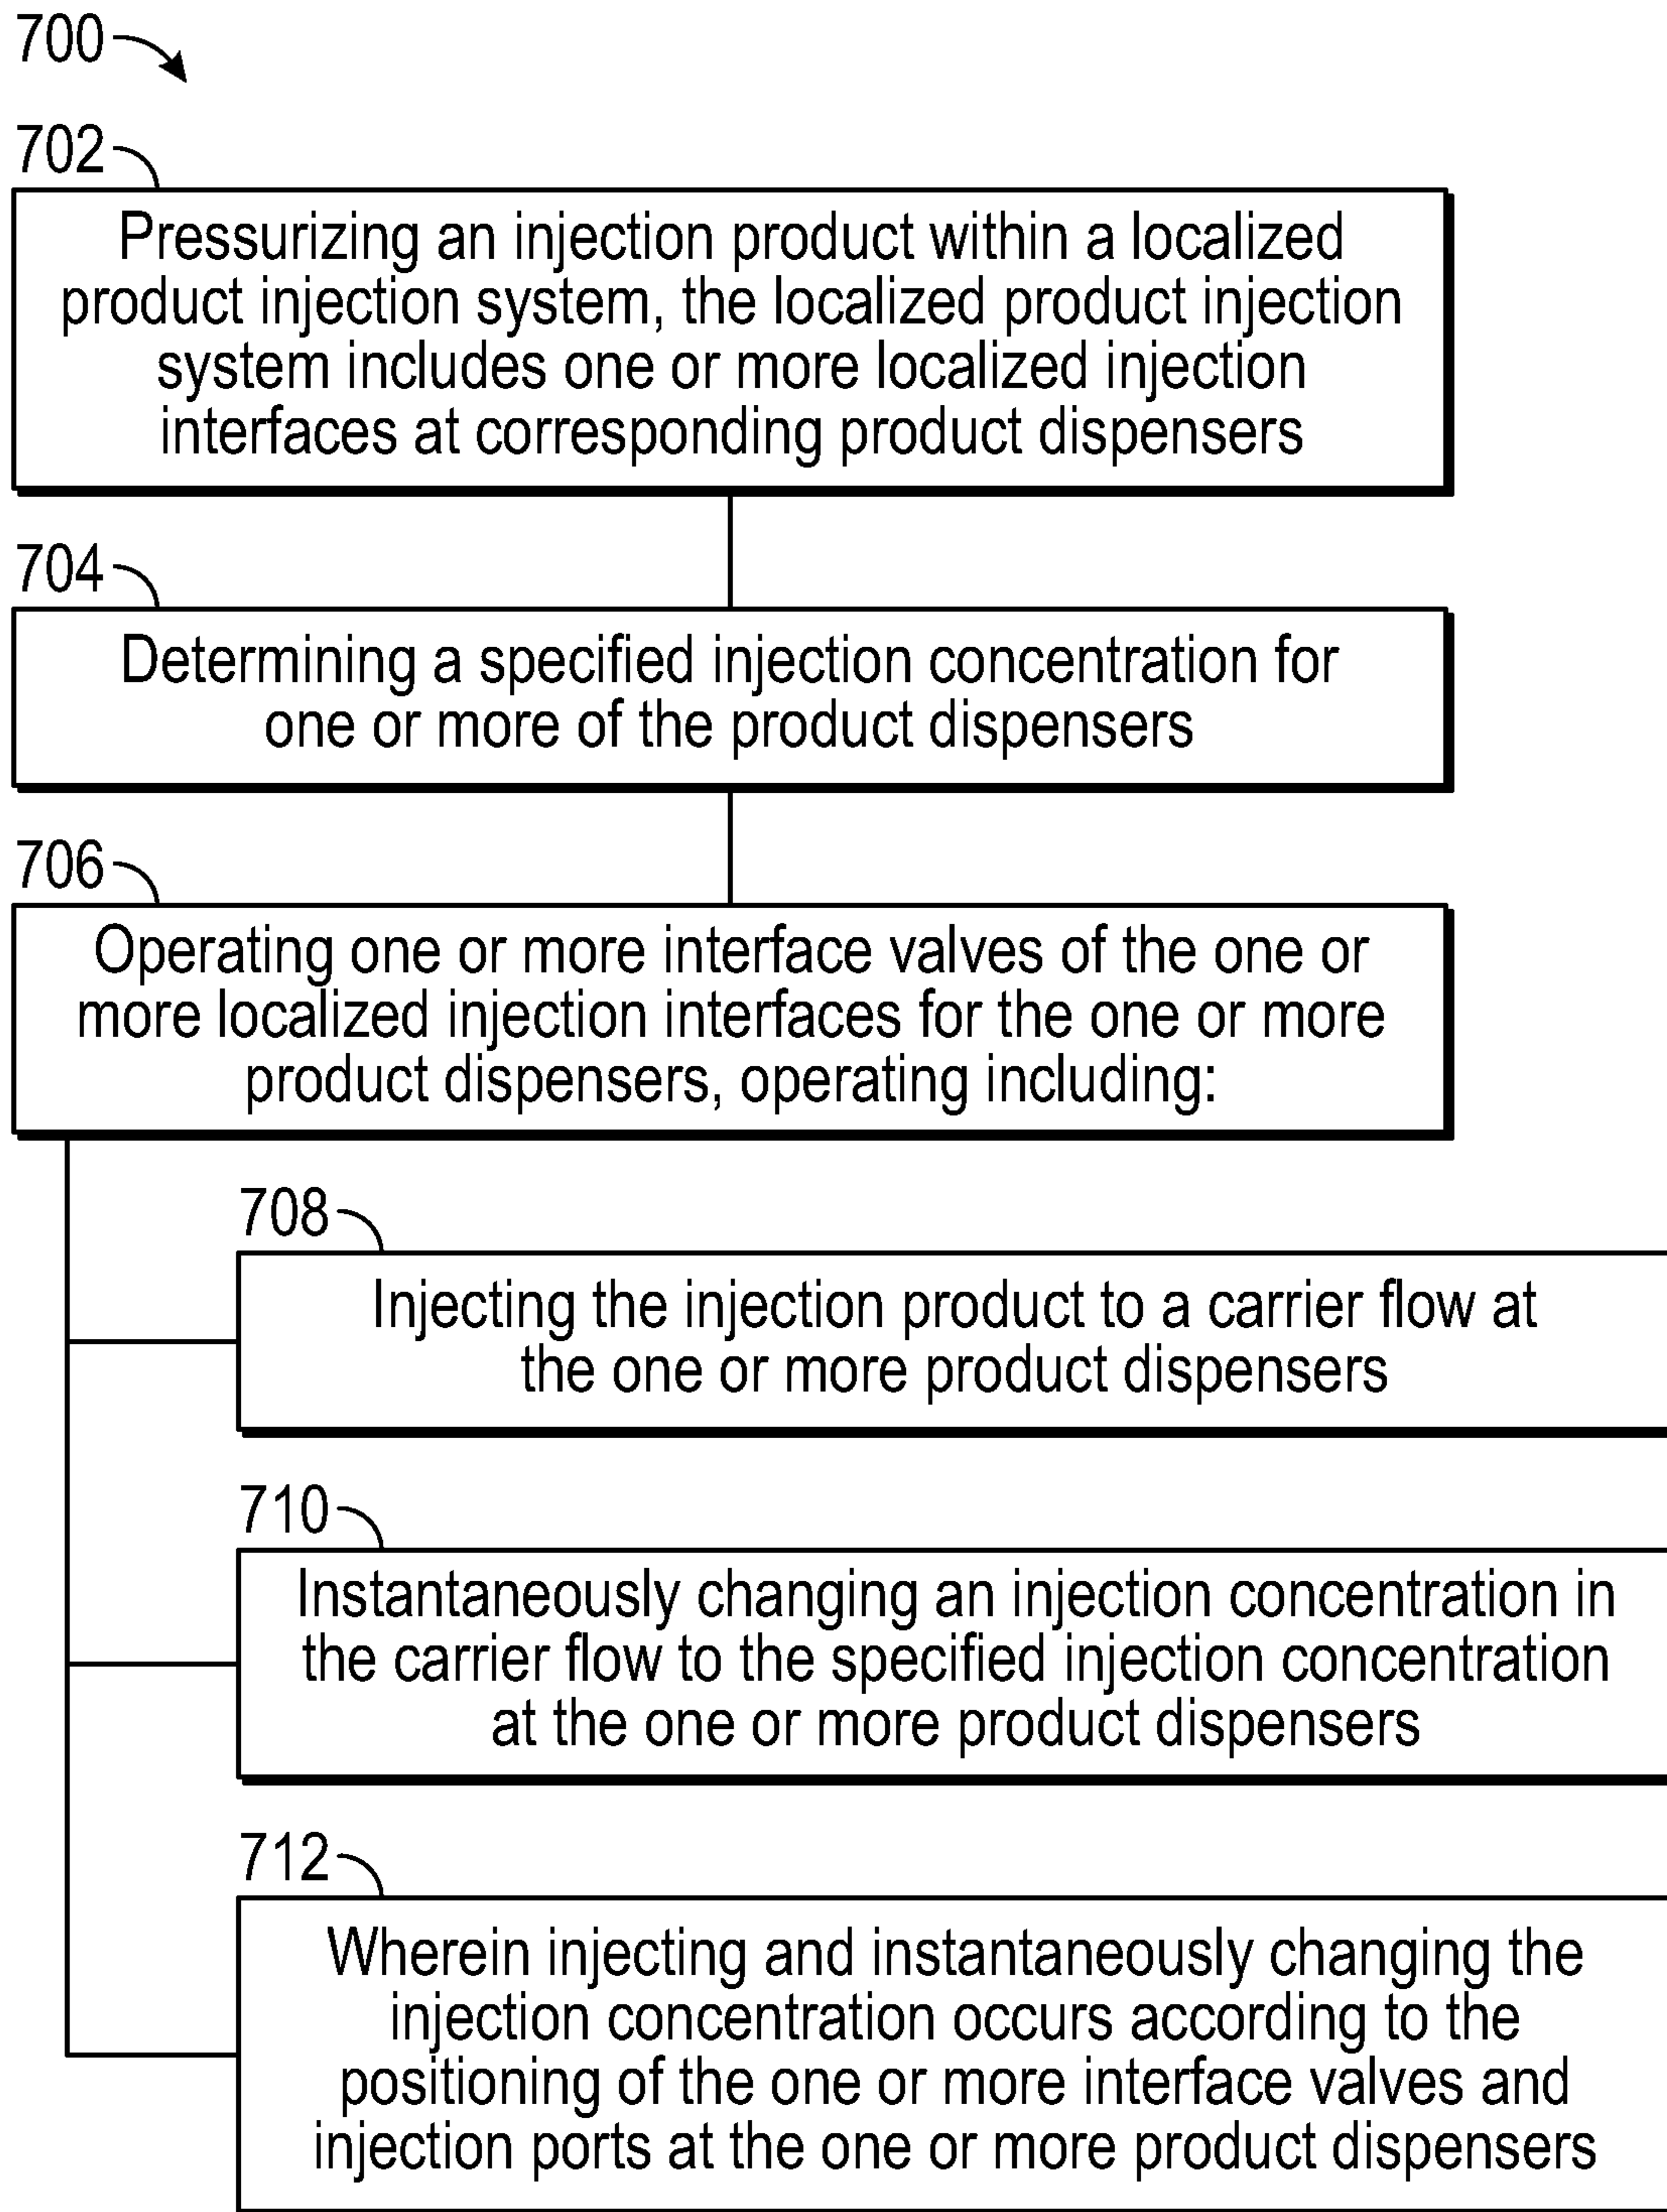 700
702
Pressurizing an injection product within a localized
product injection system, the localized product injection
system includes one or more localized injection
interfaces at corresponding product dispensers
704
Determining a specified injection concentration for
one or more of the product dispensers
706
Operating one or more interface valves of the one or
more localized injection interfaces for the one or more
product dispensers, operating including:
708
Injecting the injection product to a carrier flow at
the one or more product dispensers
710
Instantaneously changing an injection concentration in
the carrier flow to the specified injection concentration
at the one or more product dispensers
712
Wherein injecting and instantaneously changing the
injection concentration occurs according to the
positioning of the one or more interface valves and
injection ports at the one or more product dispensers